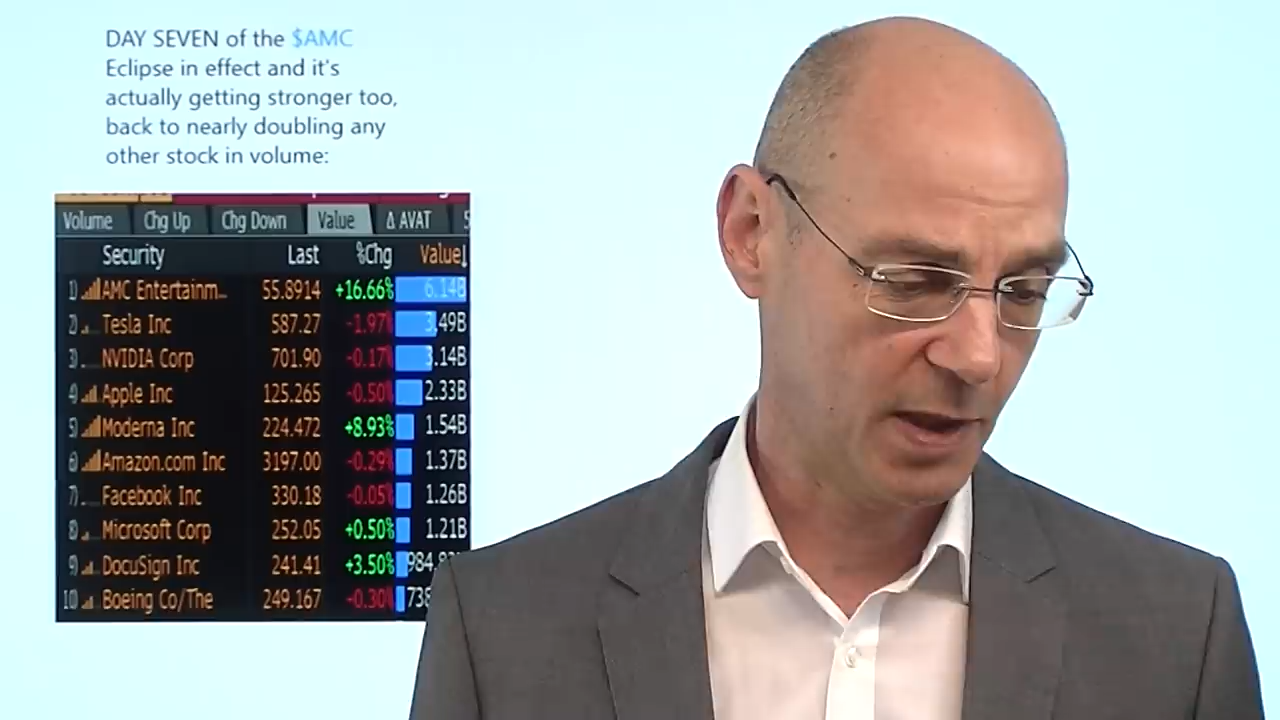 DAY SEVEN of the $AMC
Eclipse in effect and it's
actually getting stronger too,
back to nearly doubling any
other stock in volume:
Volume Chg Up Chg Down Value Δ AVAT
Security Last %Chg Value↓
1) AMC Entertainm… 55.8914 +16.66% 6.14B
2) Tesla Inc 587.27 -1.97% 3.49B
3) NVIDIA Corp 701.90 -0.17% 3.14B
4) Apple Inc 125.265 -0.50% 2.33B
5) Moderna Inc 224.472 +8.93% 1.54B
6) Amazon.com Inc 3197.00 -0.29% 1.37B
7) Facebook Inc 330.18 -0.05% 1.26B
8) Microsoft Corp 252.05 +0.50% 1.21B
9) DocuSign Inc 241.41 +3.50%
10) Boeing Co/The 249.167 -0.30%